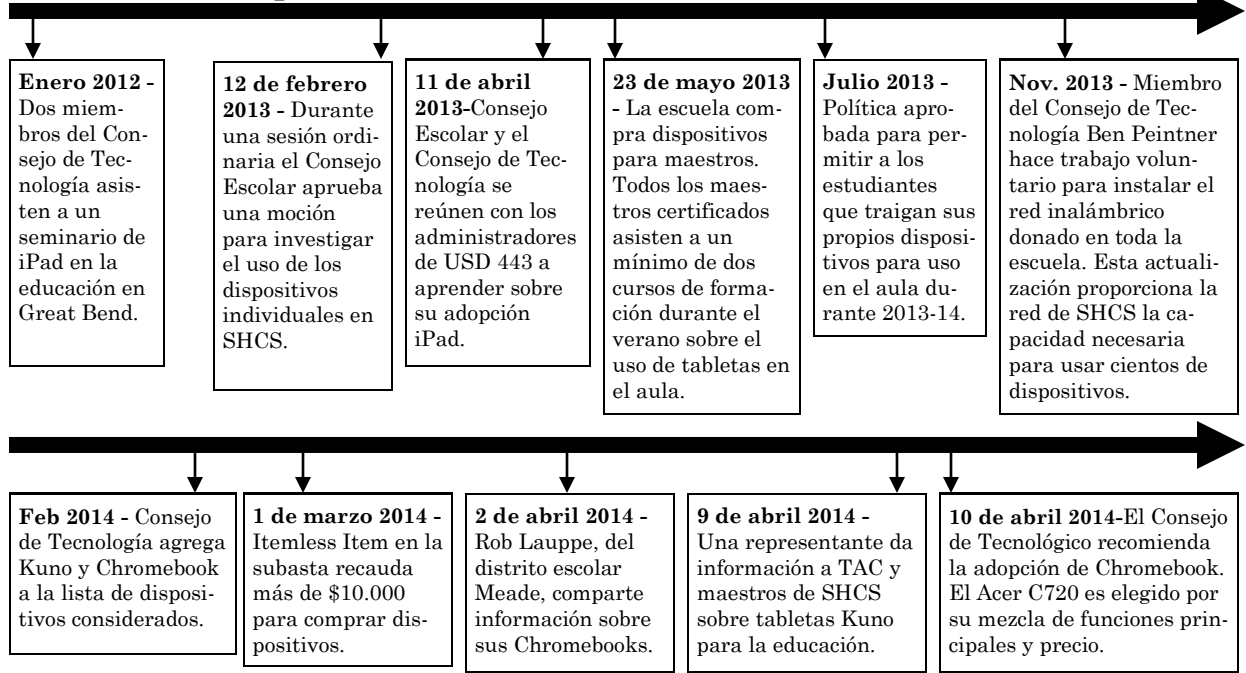 Enero 2012 -
Dos miem-
bros del Con-
sejo de Tec-
nología asis-
ten a un
seminario de
iPad en la
educación en
Great Bend.
12 de febrero
2013 - Durante
una sesión ordi-
naria el Consejo
Escolar aprueba
una moción
para investigar
el uso de los
dispositivos
individuales en
SHCS.
11 de abril
2013-Consejo
Escolar y el
Consejo de Tec-
nología se
reúnen con los
administradores
de USD 443 a
aprender sobre
su adopción
iPad.
23 de mayo 2013
- La escuela com-
pra dispositivos
para maestros.
Todos los maes-
tros certificados
asisten a un
mínimo de dos
cursos de forma-
ción durante el
verano sobre el
uso de tabletas en
el aula.
Julio 2013 -
Política apro-
bada para per-
mitir a los
estudiantes
que traigan sus
propios disposi-
tivos para uso
en el aula du-
rante 2013-14.
Nov. 2013 - Miembro
del Consejo de Tec-
nología Ben Peintner
hace trabajo volun-
tario para instalar el
red inalámbrico
donado en toda la
escuela. Esta actuali-
zación proporciona la
red de SHCS la ca-
pacidad necesaria
para usar cientos de
dispositivos.
Feb 2014 - Consejo
de Tecnología agrega
Kuno y Chromebook
a la lista de disposi-
tivos considerados.
1 de marzo 2014 -
Itemless Item en la
subasta recauda
más de $10.000
para comprar dis-
positivos.
2 de abril 2014 -
Rob Lauppe, del
distrito escolar
Meade, comparte
información sobre
sus Chromebooks.
9 de abril 2014 -
Una representante da
información a TAC y
maestros de SHCS
sobre tabletas Kuno
para la educación.
10 de abril 2014-El Consejo
de Tecnológico recomienda
la adopción de Chromebook.
El Acer C720 es elegido por
su mezcla de funciones prin-
cipales y precio.